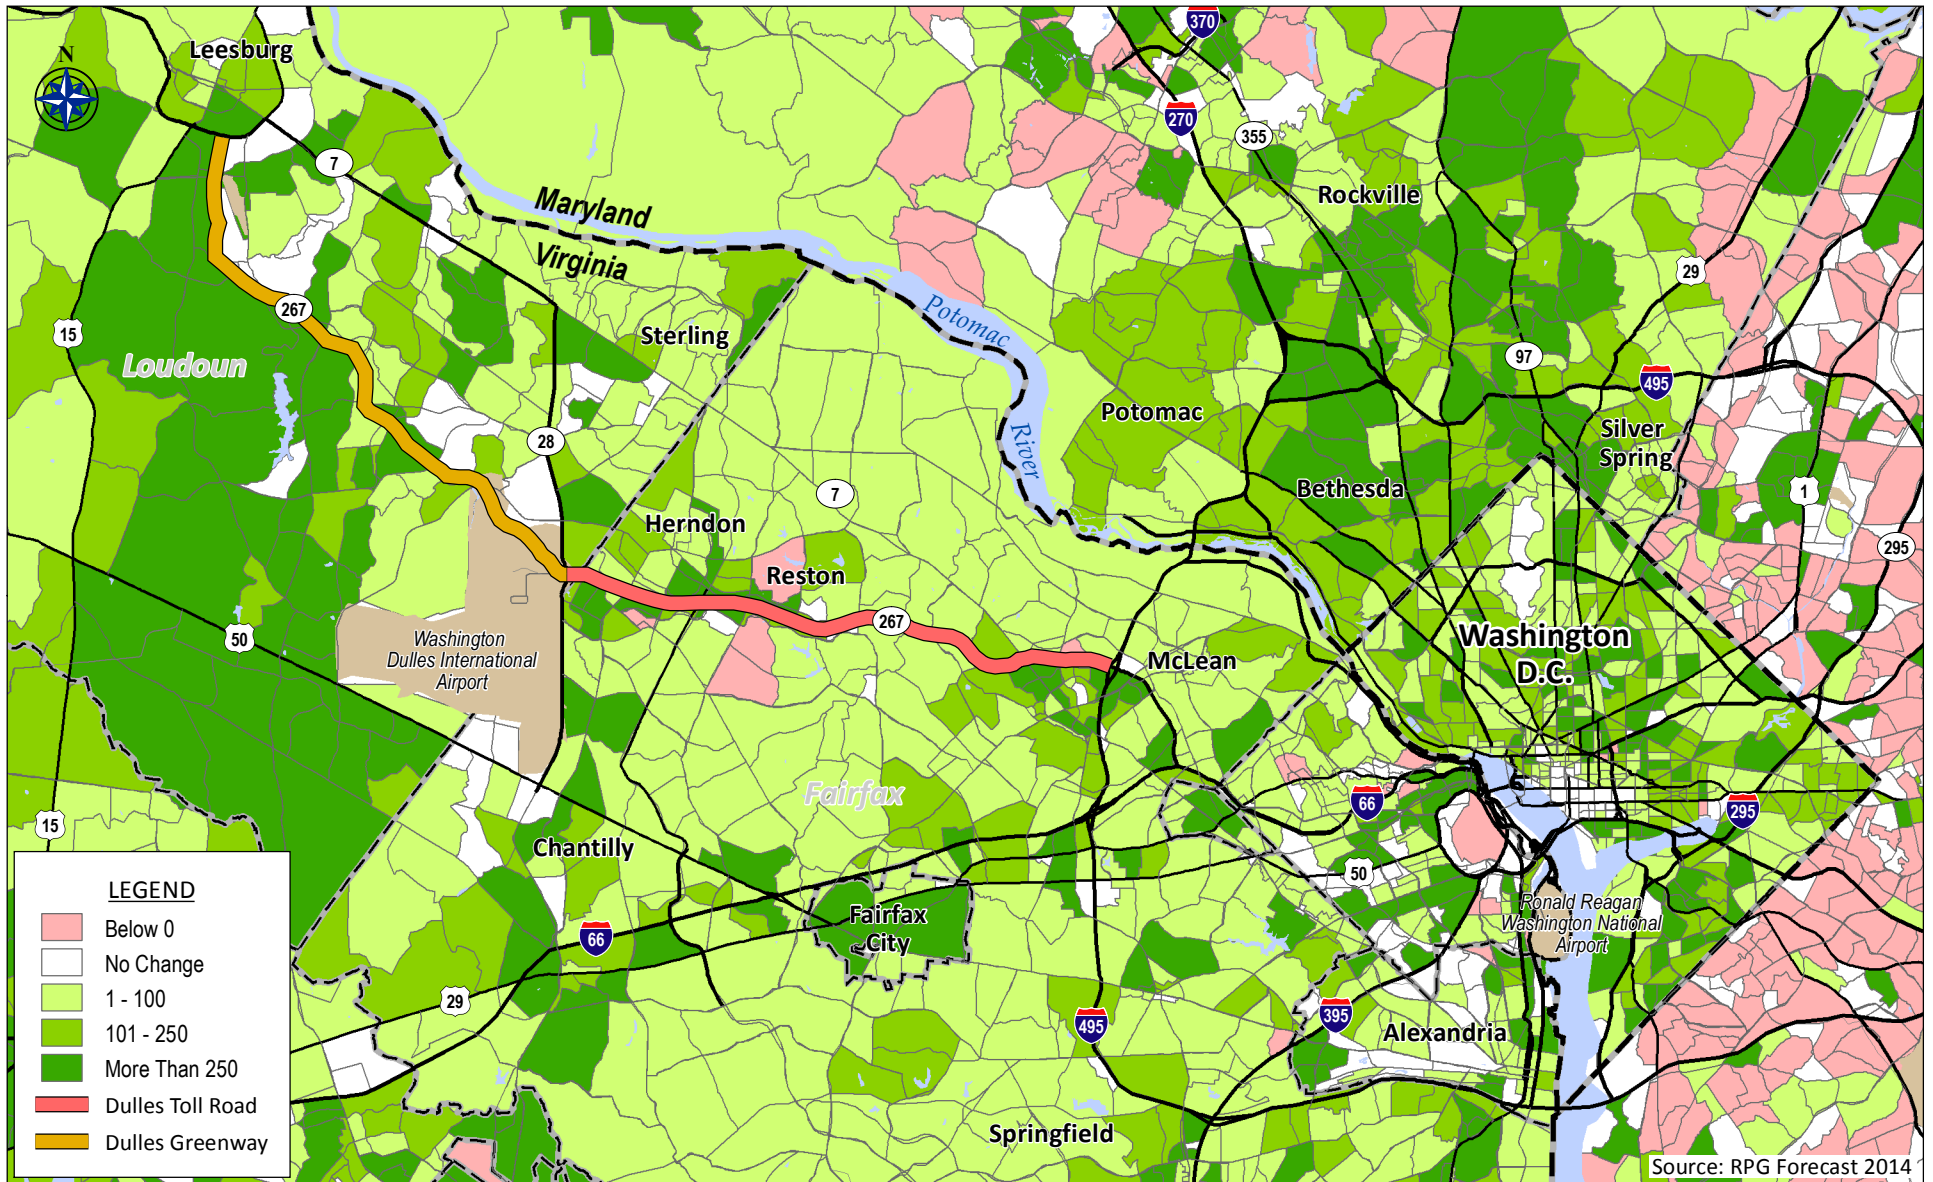 370
Leesburg
N
270
355
7
Rockville
Maryland
Virginia
29
Potomac
267
15
Sterling
97
Loudoun
495
Potomac
Silver
Spring
28
River
Bethesda
7
1
Herndon
295
Reston
267
50
Washington
D.C.
Washington
Dulles International
Airport
McLean
Fairfax
66
295
15
Chantilly
50
Fairfax
City
Ronald Reagan
Washington National
Airport
66
29
495
395
Alexandria
Springfield
LEGEND
Below 0
No Change
1 - 100
101 - 250
More Than 250
Dulles Toll Road
Dulles Greenway
Source: RPG Forecast 2014